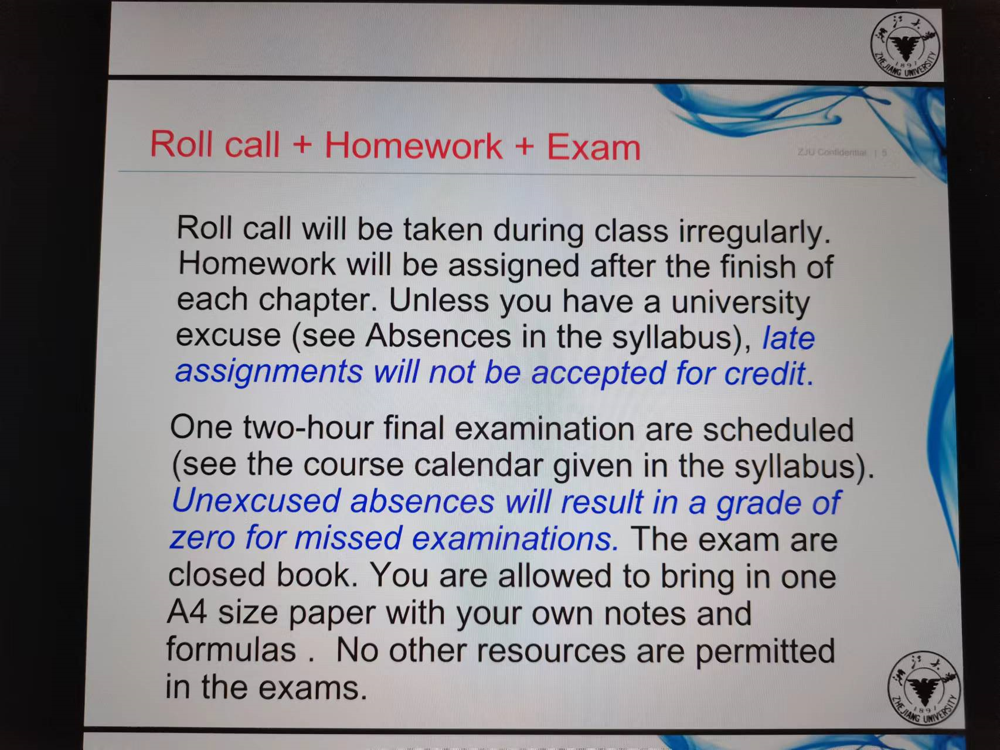 浙江大學
1897
ZHEJIANG UNIVERSITY
Roll call + Homework + Exam
ZJU Confidential | 5
Roll call will be taken during class irregularly.
Homework will be assigned after the finish of
each chapter. Unless you have a university
excuse (see Absences in the syllabus), late
assignments will not be accepted for credit.
One two-hour final examination are scheduled
(see the course calendar given in the syllabus).
Unexcused absences will result in a grade of
zero for missed examinations. The exam are
closed book. You are allowed to bring in one
A4 size paper with your own notes and
formulas .  No other resources are permitted
in the exams.
浙江大學
1897
ZHEJIANG UNIVERSITY